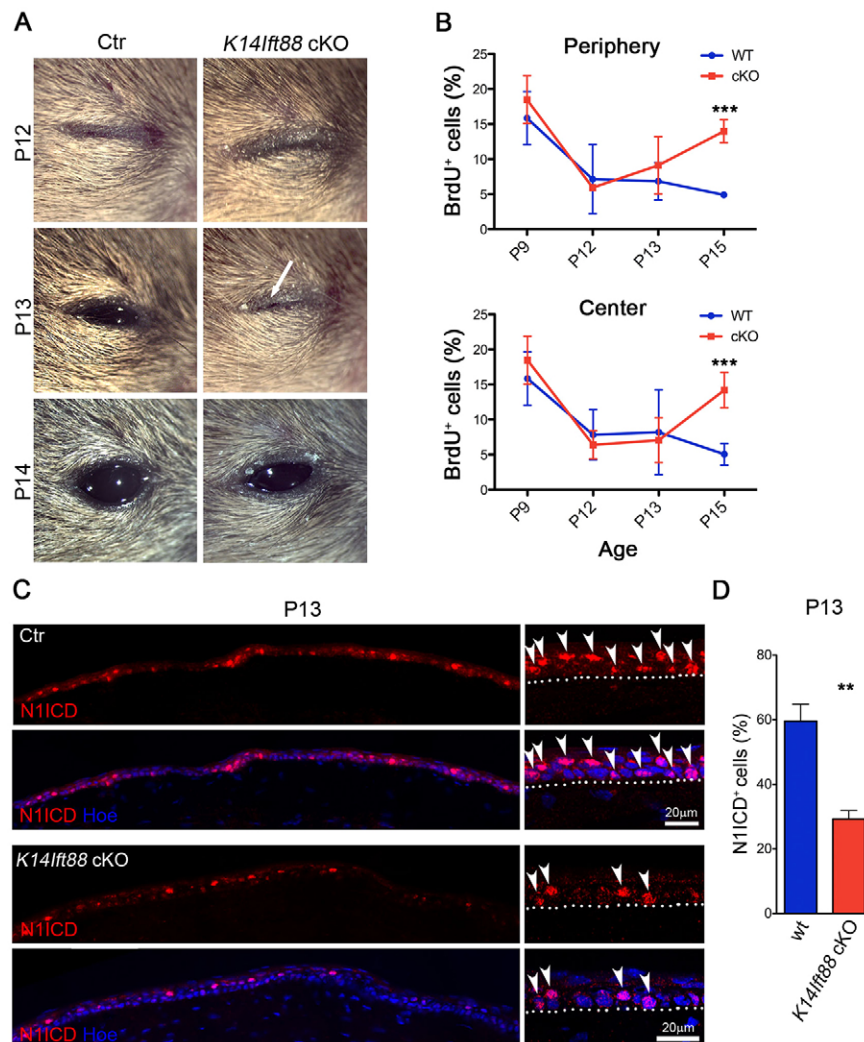 A
Ctr
K14Ift88 cKO
P12
P13
P14
B
Periphery
WT
cKO
BrdU+ cells (%)
25
20
15
10
5
0
***
P9
P12
P13
P15
Center
WT
cKO
BrdU+ cells (%)
25
20
15
10
5
0
***
P9
P12
P13
P15
Age
C
P13
Ctr
N1ICD
N1ICD Hoe
20µm
K14Ift88 cKO
N1ICD
N1ICD Hoe
20µm
D
P13
N1ICD+ cells (%)
80
60
40
20
0
**
wt
K14Ift88 cKO